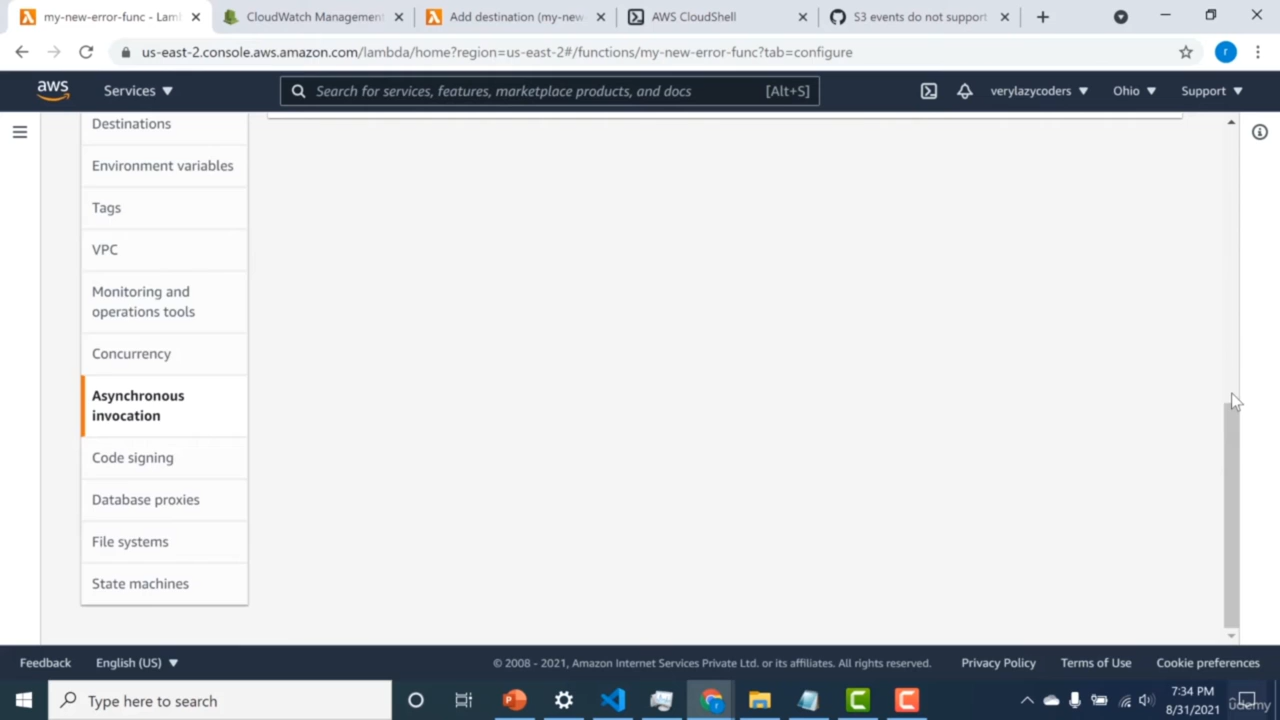 my-new-error-func - Lam
CloudWatch Management
Add destination (my-new
AWS CloudShell
S3 events do not support
us-east-2.console.aws.amazon.com/lambda/home?region=us-east-2#/functions/my-new-error-func?tab=configure
r
aws
Services
Search for services, features, marketplace products, and docs
[Alt+S]
verylazycoders
Ohio
Support
Destinations
Environment variables
Tags
VPC
Monitoring and
operations tools
Concurrency
Asynchronous
invocation
Code signing
Database proxies
File systems
State machines
Feedback
English (US)
© 2008 - 2021, Amazon Internet Services Private Ltd. or its affiliates. All rights reserved.
Privacy Policy
Terms of Use
Cookie preferences
Type here to search
7:34 PM
8/31/2021
udemy